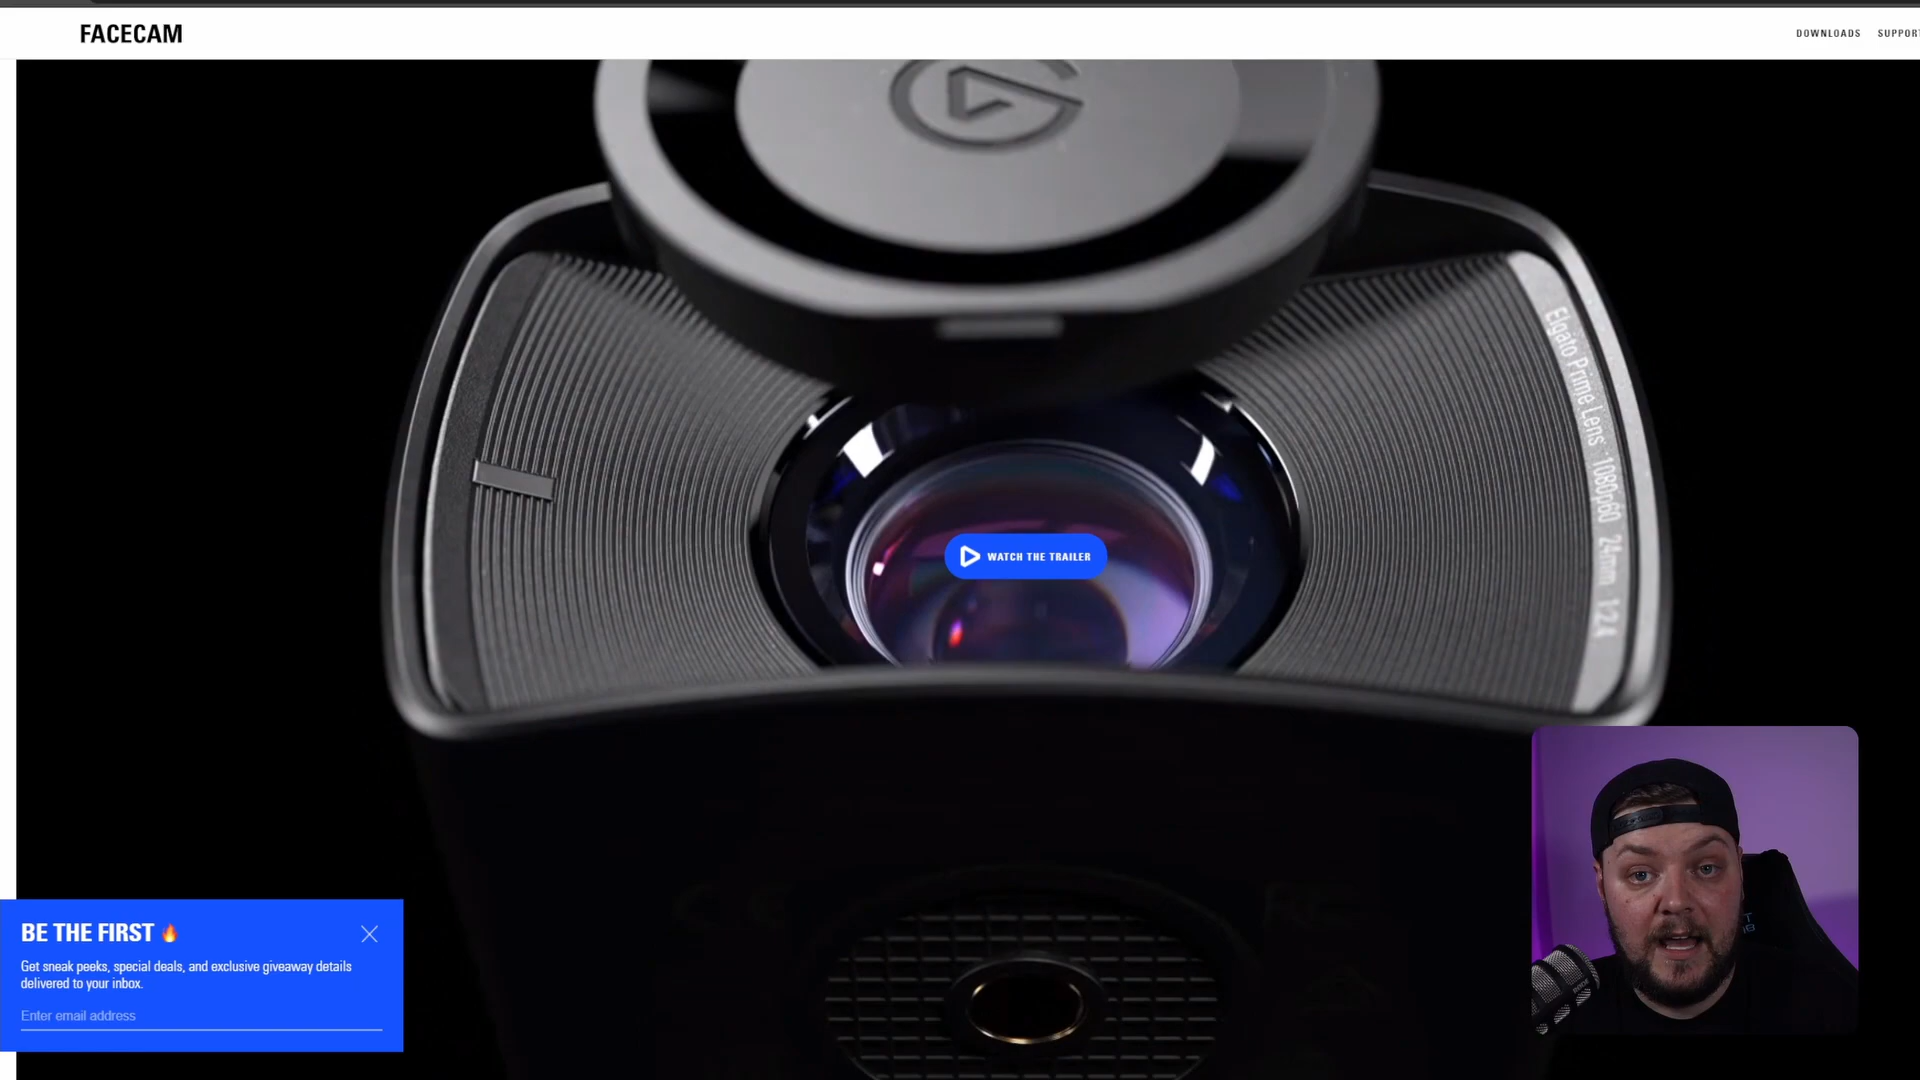 FACECAM
DOWNLOADS SUPPORT
Elgato Prime Lens 1080p60 24mm f/2.4
WATCH THE TRAILER
BE THE FIRST 🔥
Get sneak peeks, special deals, and exclusive giveaway details
delivered to your inbox.
Enter email address